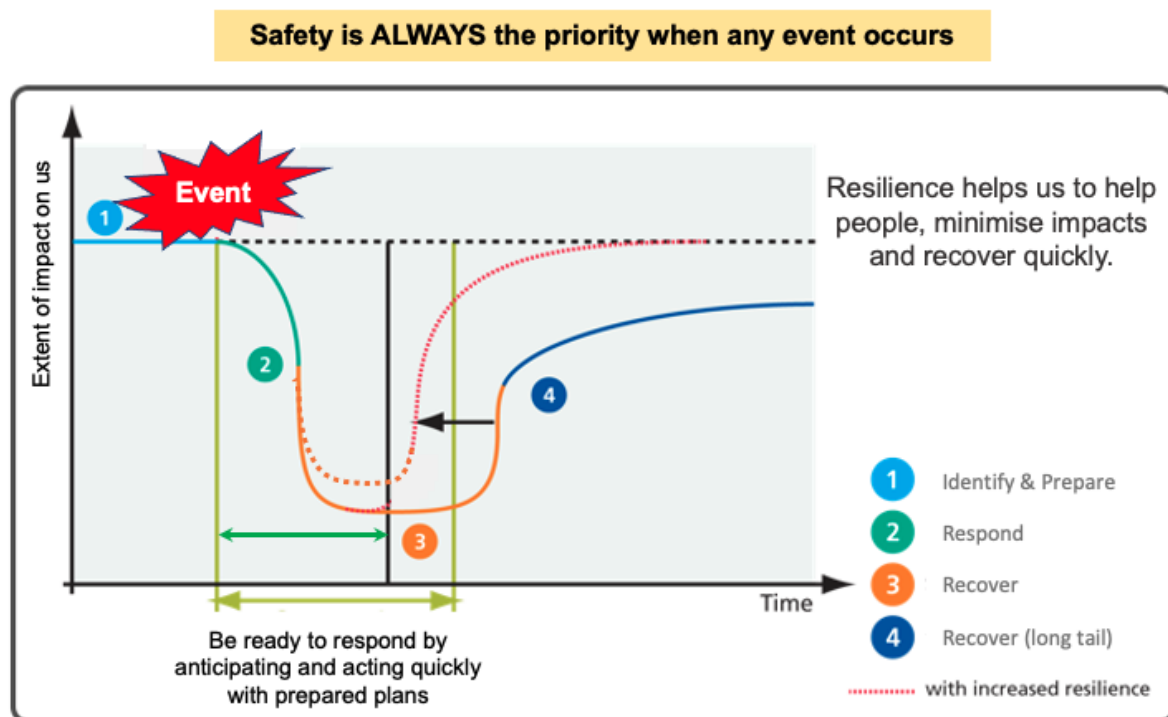 Safety is ALWAYS the priority when any event occurs
Extent of impact on us
Event
1
2
3
4
Time
Be ready to respond by
anticipating and acting quickly
with prepared plans
Resilience helps us to help
people, minimise impacts
and recover quickly.
1 Identify & Prepare
2 Respond
3 Recover
4 Recover (long tail)
with increased resilience